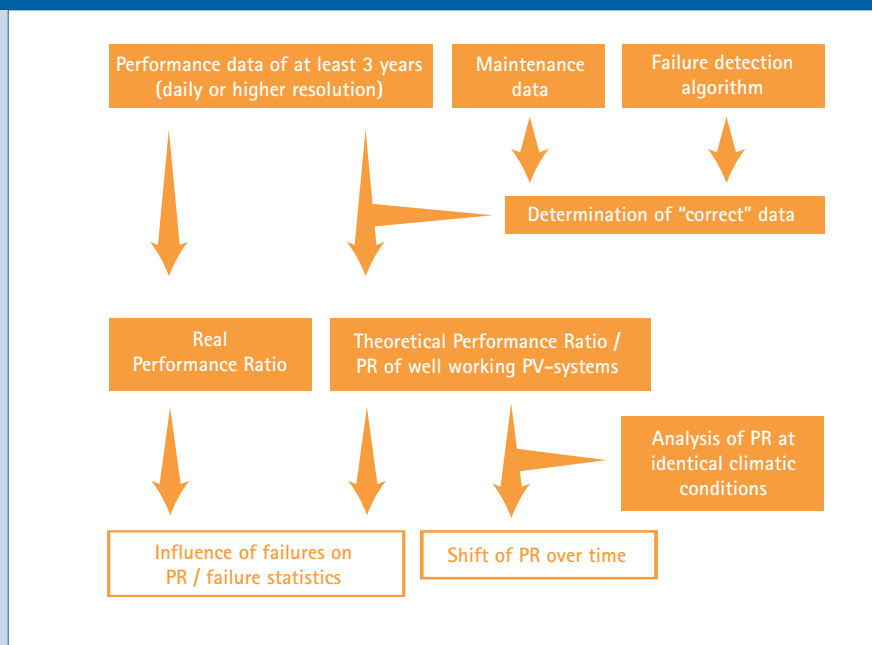 Performance data of at least 3 years
(daily or higher resolution)
Maintenance
data
Failure detection
algorithm
Determination of "correct" data
Real
Performance Ratio
Theoretical Performance Ratio /
PR of well working PV-systems
Analysis of PR at
identical climatic
conditions
Influence of failures on
PR / failure statistics
Shift of PR over time